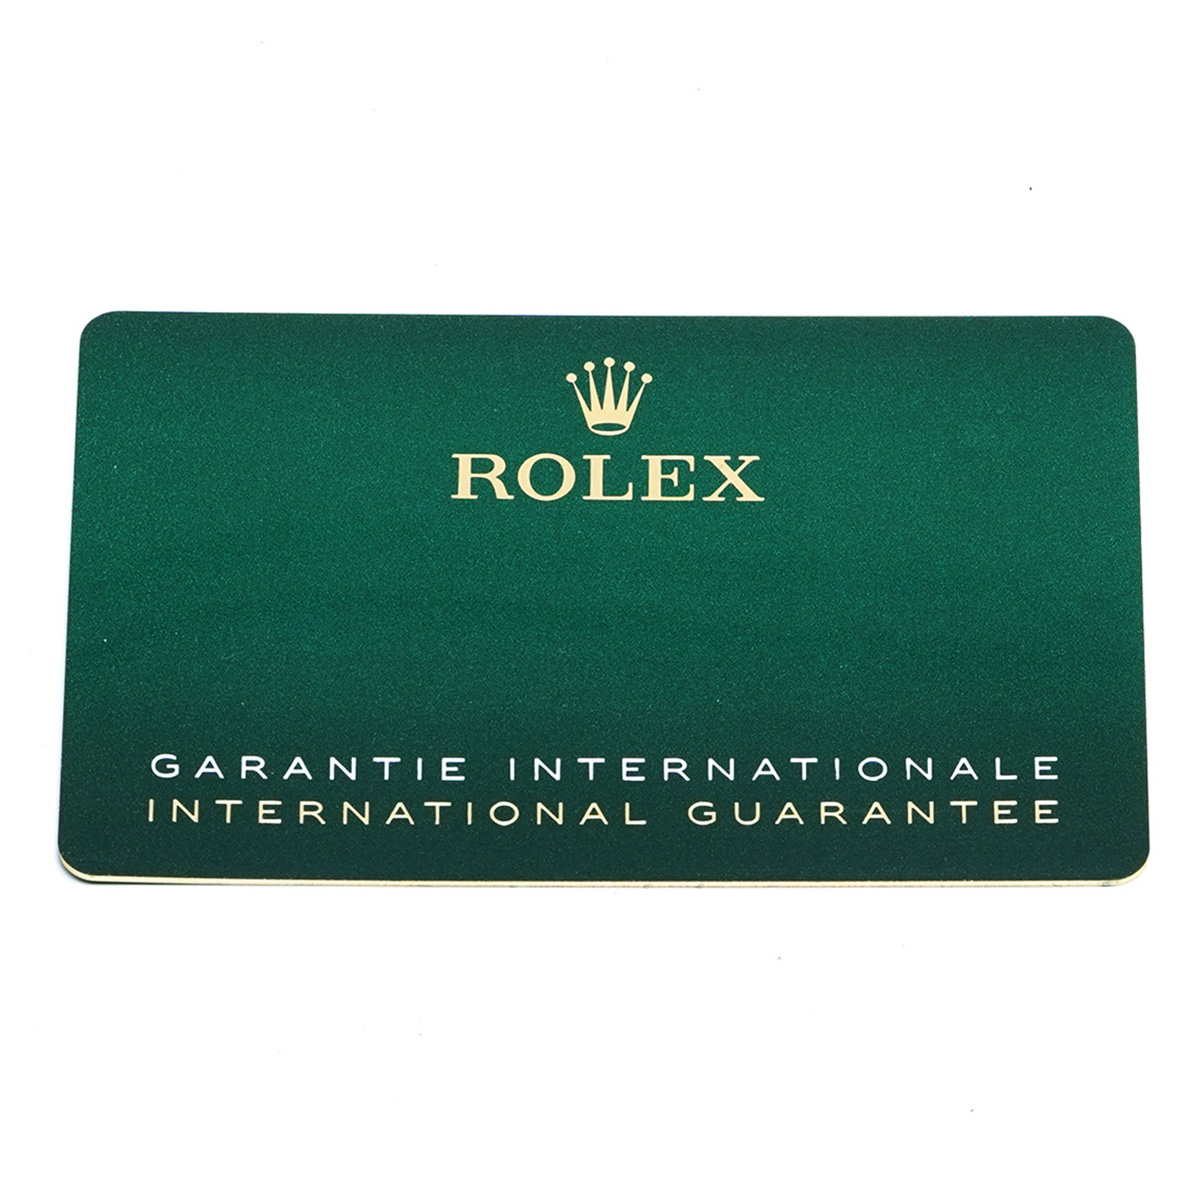 ROLEX
GARANTIE INTERNATIONALE
INTERNATIONAL GUARANTEE